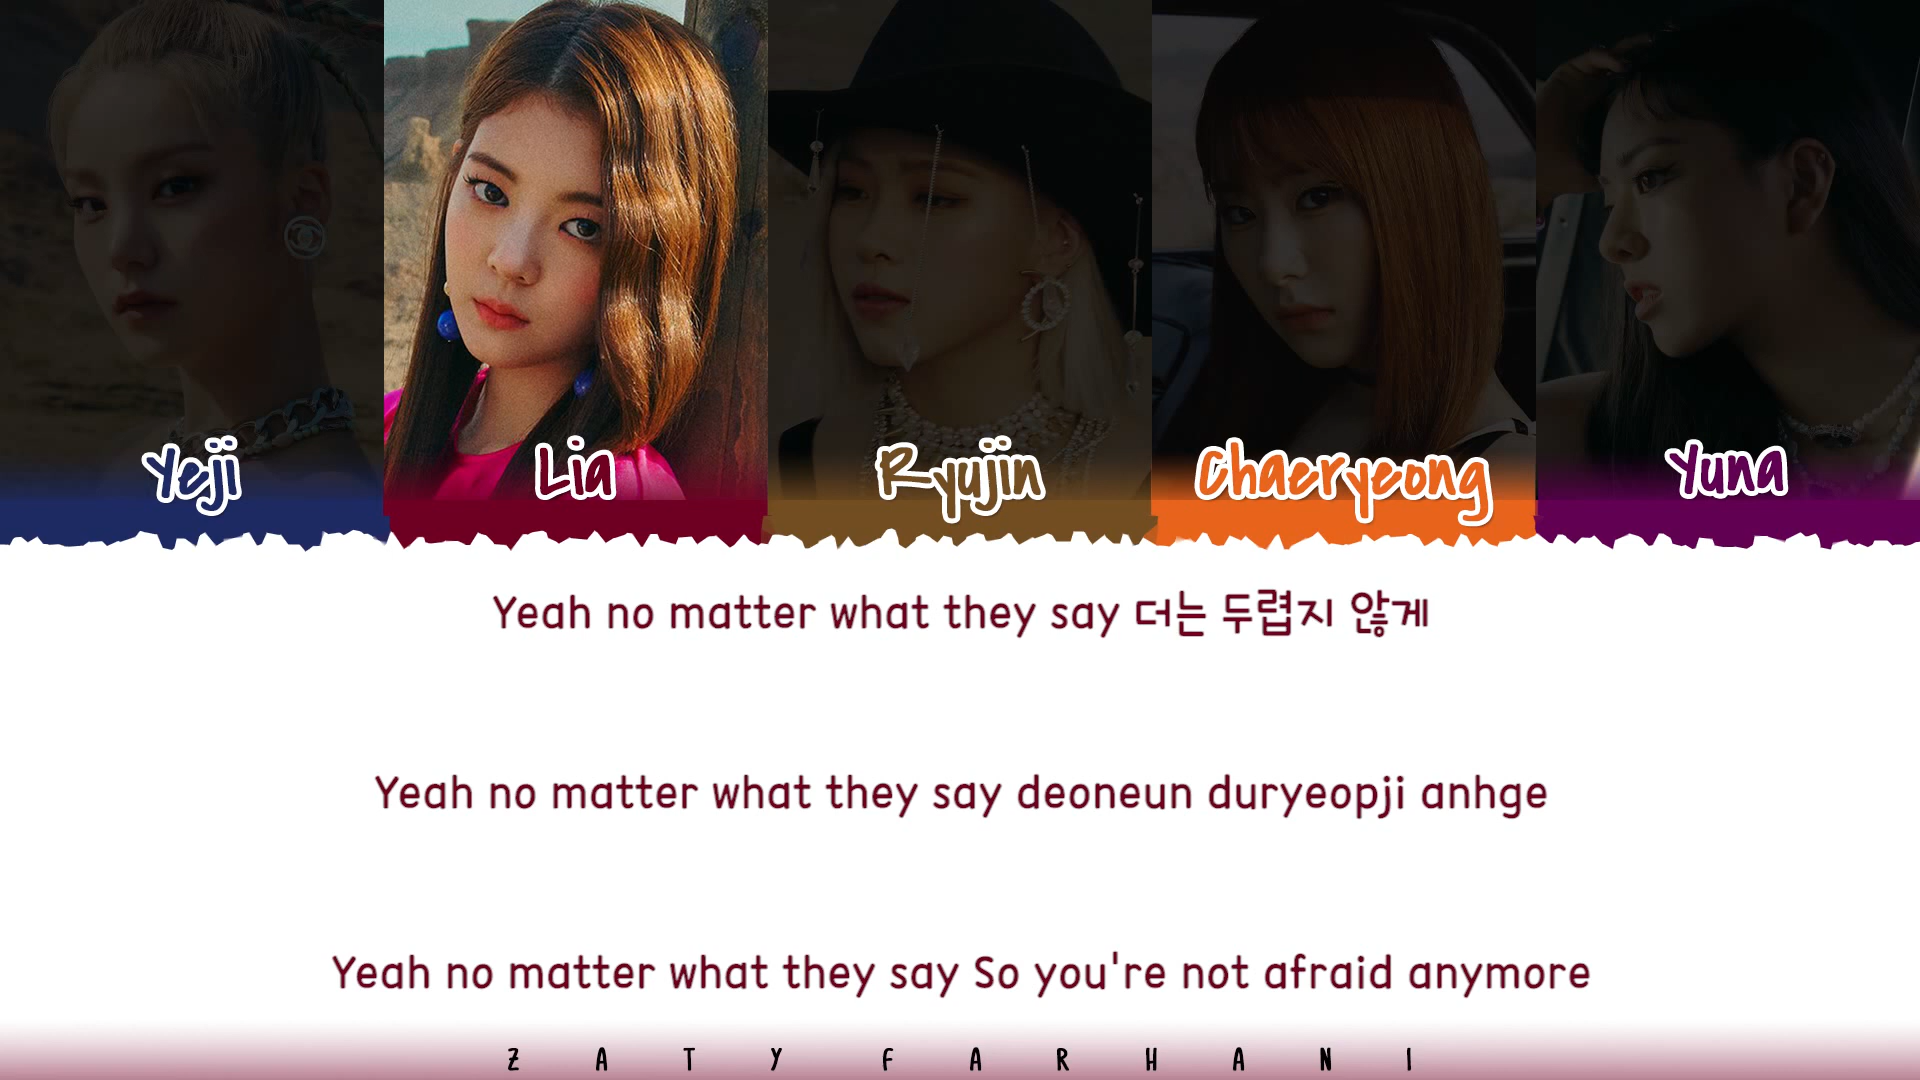 Yeji Lia Ryujin Chaeryeong Yuna
Yeah no matter what they say 더는 두렵지 않게
Yeah no matter what they say deoneun duryeopji anhge
Yeah no matter what they say So you're not afraid anymore
ZATY FARHANI